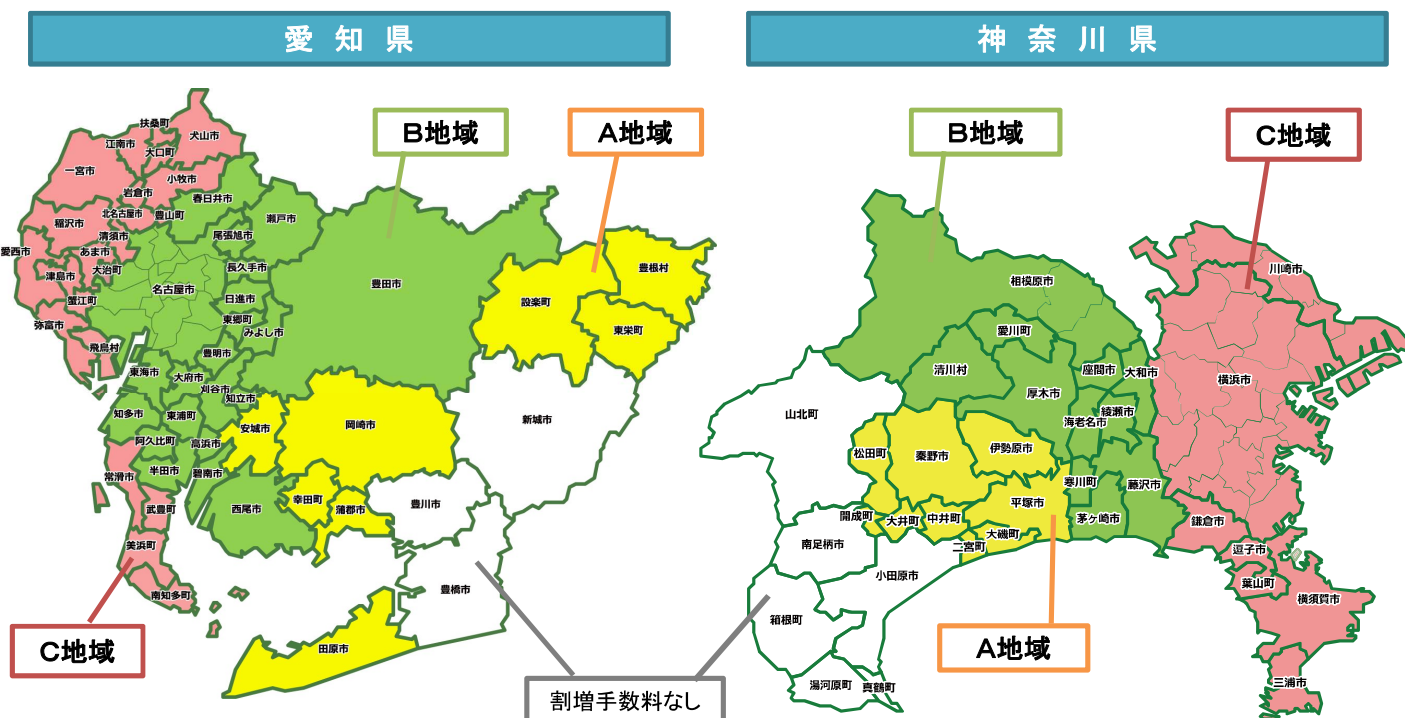 愛知県
神奈川県
B地域
A地域
B地域
C地域
扶桑町
犬山市
江南市
大口町
一宮市
小牧市
岩倉市
春日井市
北名古屋市
豊山町
稲沢市
瀬戸市
清須市
尾張旭市
愛西市
あま市
津島市
大治町
長久手市
名古屋市
蟹江町
日進市
豊田市
弥富市
東郷町
みよし市
飛島村
豊明市
東海市
大府市
刈谷市
知立市
知多市
東浦町
安城市
岡崎市
阿久比町
高浜市
半田市
碧南市
常滑市
武豊町
西尾市
幸田町
蒲郡市
豊川市
新城市
設楽町
豊根村
東栄町
美浜町
南知多町
豊橋市
田原市
C地域
割増手数料なし
川崎市
相模原市
愛川町
清川村
座間市
大和市
横浜市
厚木市
綾瀬市
海老名市
山北町
松田町
秦野市
伊勢原市
寒川町
藤沢市
平塚市
茅ヶ崎市
鎌倉市
開成町
大井町
中井町
大磯町
二宮町
南足柄市
小田原市
逗子市
葉山町
横須賀市
箱根町
湯河原町
真鶴町
三浦市
A地域